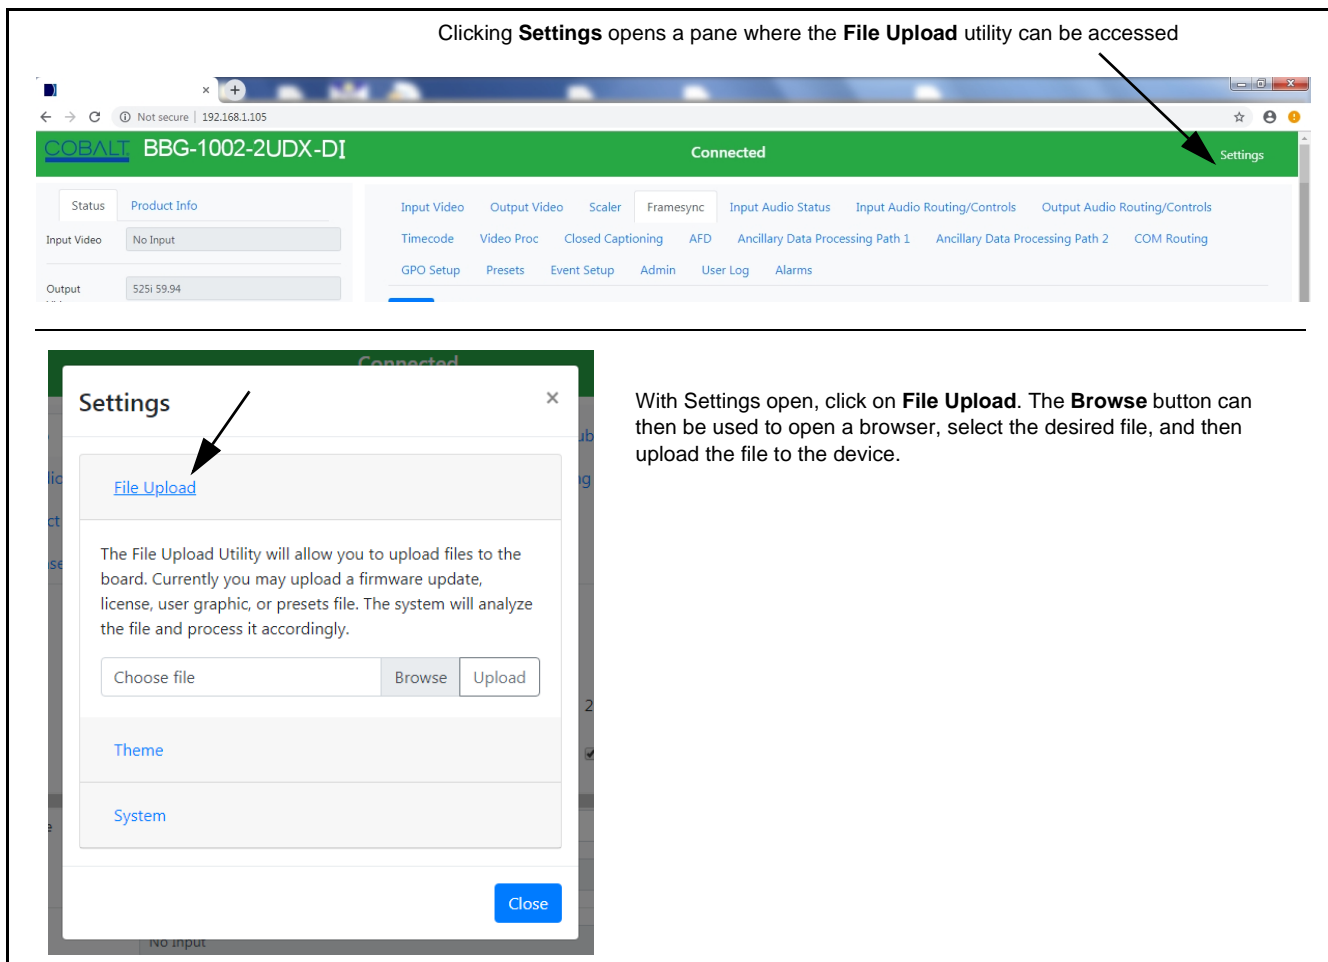 Clicking Settings opens a pane where the File Upload utility can be accessed
Not secure | 192.168.1.105
COBALT BBG-1002-2UDX-DI
Connected
Settings
Status Product Info
Input Video No Input
Output 525i 59.94
Input Video Output Video Scaler Framesync Input Audio Status Input Audio Routing/Controls Output Audio Routing/Controls
Timecode Video Proc Closed Captioning AFD Ancillary Data Processing Path 1 Ancillary Data Processing Path 2 COM Routing
GPO Setup Presets Event Setup Admin User Log Alarms
Connected
Settings ×
File Upload
The File Upload Utility will allow you to upload files to the
board. Currently you may upload a firmware update,
license, user graphic, or presets file. The system will analyze
the file and process it accordingly.
Choose file Browse Upload
Theme
System
Close
No Input
With Settings open, click on File Upload. The Browse button can
then be used to open a browser, select the desired file, and then
upload the file to the device.